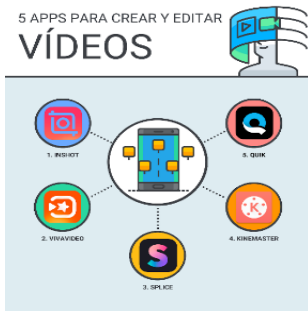 5 APPS PARA CREAR Y EDITAR
VÍDEOS
1. INSHOT
2. VIVAVIDEO
3. SPLICE
4. KINEMASTER
5. QUIK